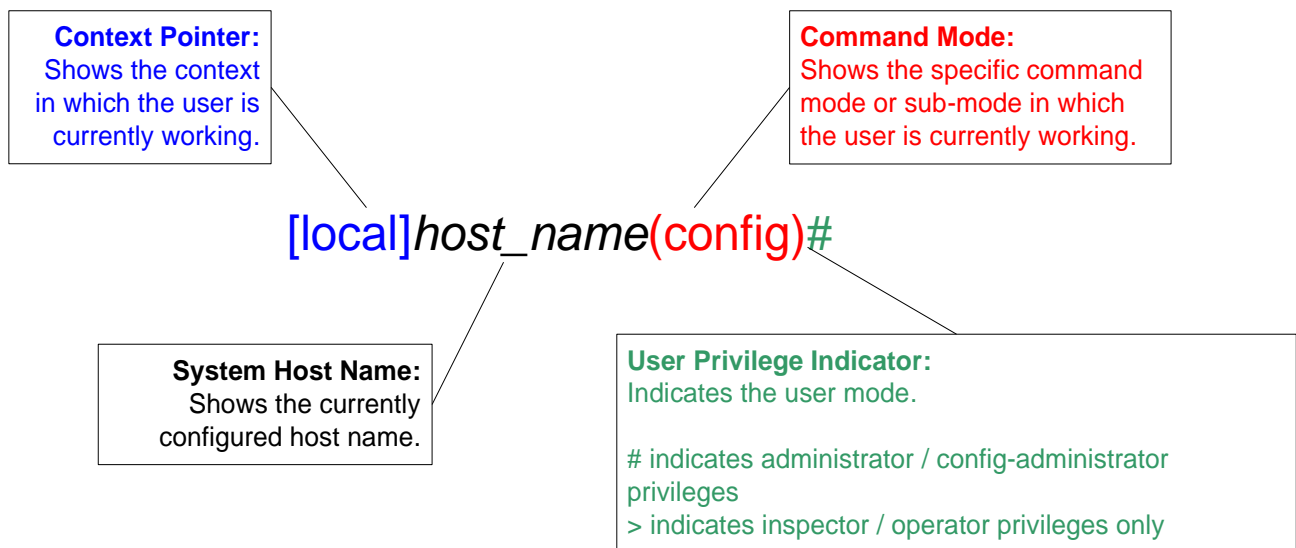 Context Pointer:
Shows the context
in which the user is
currently working.
Command Mode:
Shows the specific command
mode or sub-mode in which
the user is currently working.
[local]host_name(config)#
System Host Name:
Shows the currently
configured host name.
User Privilege Indicator:
Indicates the user mode.
# indicates administrator / config-administrator
privileges
> indicates inspector / operator privileges only